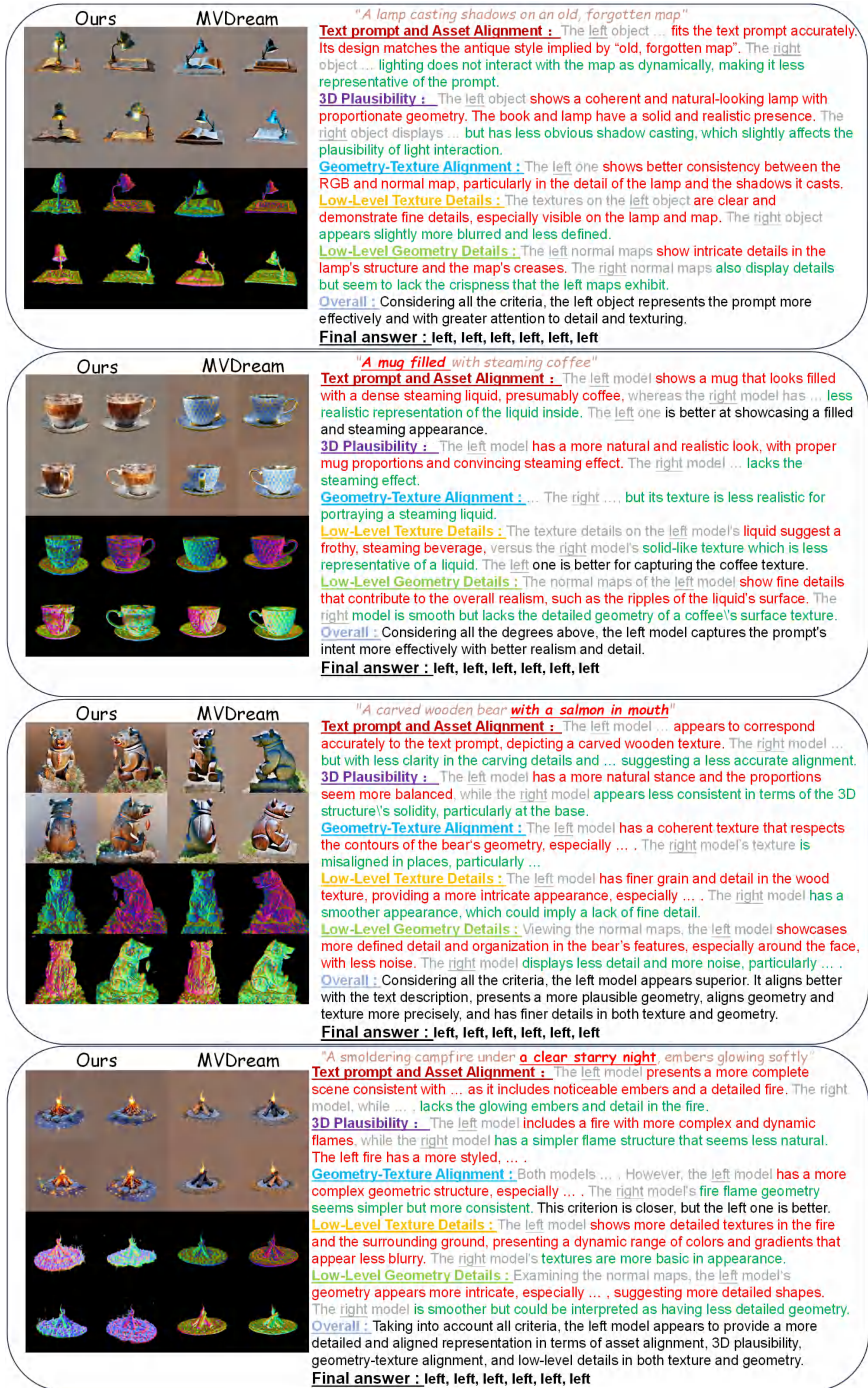 Ours MVDream
"A lamp casting shadows on an old, forgotten map"
Text prompt and Asset Alignment : The left object … fits the text prompt accurately.
Its design matches the antique style implied by "old, forgotten map". The right
object … lighting does not interact with the map as dynamically, making it less
representative of the prompt.
3D Plausibility : The left object shows a coherent and natural-looking lamp with
proportionate geometry. The book and lamp have a solid and realistic presence. The
right object displays … but has less obvious shadow casting, which slightly affects the
plausibility of light interaction.
Geometry-Texture Alignment : The left one shows better consistency between the
RGB and normal map, particularly in the detail of the lamp and the shadows it casts.
Low-Level Texture Details : The textures on the left object are clear and
demonstrate fine details, especially visible on the lamp and map. The right object
appears slightly more blurred and less defined.
Low-Level Geometry Details : The left normal maps show intricate details in the
lamp's structure and the map's creases. The right normal maps also display details
but seem to lack the crispness that the left maps exhibit.
Overall : Considering all the criteria, the left object represents the prompt more
effectively and with greater attention to detail and texturing.
Final answer : left, left, left, left, left, left
Ours MVDream
"A mug filled with steaming coffee"
Text prompt and Asset Alignment : The left model shows a mug that looks filled
with a dense steaming liquid, presumably coffee, whereas the right model has … less
realistic representation of the liquid inside. The left one is better at showcasing a filled
and steaming appearance.
3D Plausibility : The left model has a more natural and realistic look, with proper
mug proportions and convincing steaming effect. The right model … lacks the
steaming effect.
Geometry-Texture Alignment : … The right …, but its texture is less realistic for
portraying a steaming liquid.
Low-Level Texture Details : The texture details on the left model's liquid suggest a
frothy, steaming beverage, versus the right model's solid-like texture which is less
representative of a liquid. The left one is better for capturing the coffee texture.
Low-Level Geometry Details : The normal maps of the left model show fine details
that contribute to the overall realism, such as the ripples of the liquid's surface. The
right model is smooth but lacks the detailed geometry of a coffee\'s surface texture.
Overall : Considering all the degrees above, the left model captures the prompt's
intent more effectively with better realism and detail.
Final answer : left, left, left, left, left, left
Ours MVDream
"A carved wooden bear with a salmon in mouth"
Text prompt and Asset Alignment : The left model … appears to correspond
accurately to the text prompt, depicting a carved wooden texture. The right model …
but with less clarity in the carving details and … suggesting a less accurate alignment.
3D Plausibility : The left model has a more natural stance and the proportions
seem more balanced, while the right model appears less consistent in terms of the 3D
structure\'s solidity, particularly at the base.
Geometry-Texture Alignment : The left model has a coherent texture that respects
the contours of the bear's geometry, especially … . The right model's texture is
misaligned in places, particularly …
Low-Level Texture Details : The left model has finer grain and detail in the wood
texture, providing a more intricate appearance, especially … . The right model has a
smoother appearance, which could imply a lack of fine detail.
Low-Level Geometry Details : Viewing the normal maps, the left model showcases
more defined detail and organization in the bear's features, especially around the face,
with less noise. The right model displays less detail and more noise, particularly … .
Overall : Considering all the criteria, the left model appears superior. It aligns better
with the text description, presents a more plausible geometry, aligns geometry and
texture more precisely, and has finer details in both texture and geometry.
Final answer : left, left, left, left, left, left
Ours MVDream
"A smoldering campfire under a clear starry night, embers glowing softly"
Text prompt and Asset Alignment : The left model presents a more complete
scene consistent with … as it includes noticeable embers and a detailed fire. The right
model, while … , lacks the glowing embers and detail in the fire.
3D Plausibility : The left model includes a fire with more complex and dynamic
flames, while the right model has a simpler flame structure that seems less natural.
The left fire has a more styled, … .
Geometry-Texture Alignment : Both models … . However, the left model has a more
complex geometric structure, especially … . The right model's fire flame geometry
seems simpler but more consistent. This criterion is closer, but the left one is better.
Low-Level Texture Details : The left model shows more detailed textures in the fire
and the surrounding ground, presenting a dynamic range of colors and gradients that
appear less blurry. The right model's textures are more basic in appearance.
Low-Level Geometry Details : Examining the normal maps, the left model's
geometry appears more intricate, especially … , suggesting more detailed shapes.
The right model is smoother but could be interpreted as having less detailed geometry.
Overall : Taking into account all criteria, the left model appears to provide a more
detailed and aligned representation in terms of asset alignment, 3D plausibility,
geometry-texture alignment, and low-level details in both texture and geometry.
Final answer : left, left, left, left, left, left